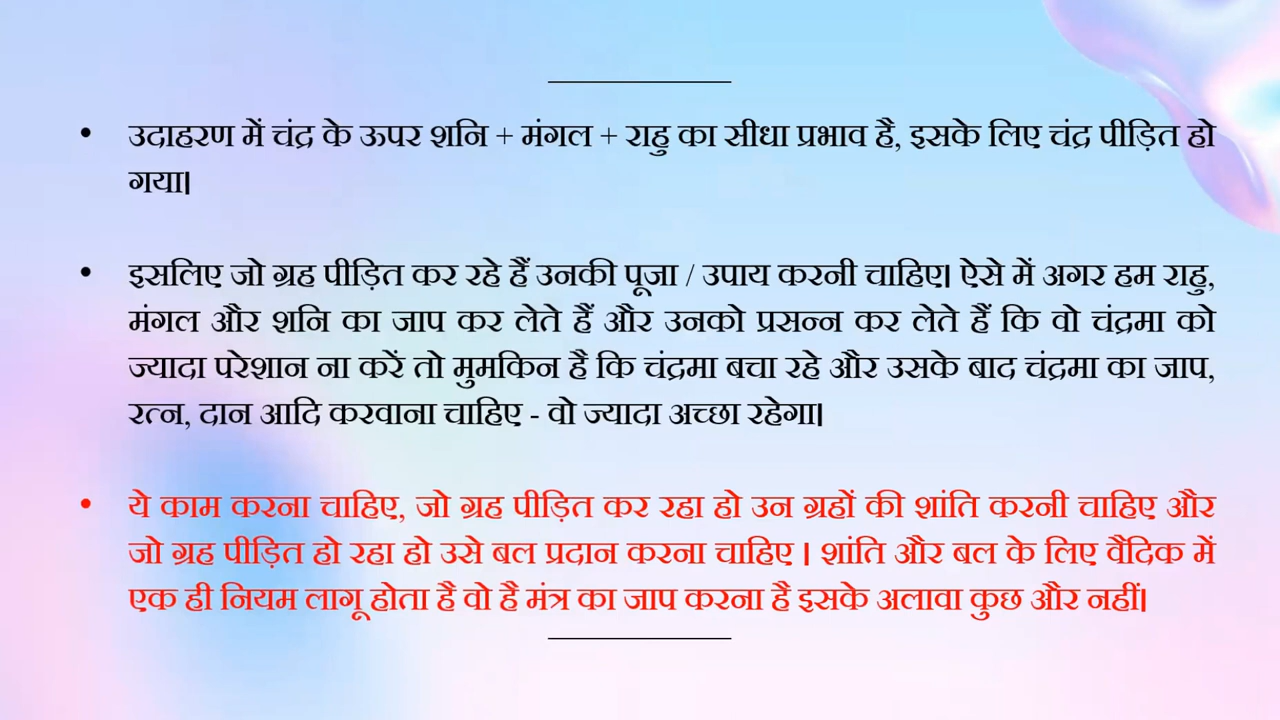 • उदाहरण में चंद्र के ऊपर शनि + मंगल + राहु का सीधा प्रभाव है, इसके लिए चंद्र पीड़ित हो
गया।
• इसलिए जो ग्रह पीड़ित कर रहे हैं उनकी पूजा / उपाय करनी चाहिए। ऐसे में अगर हम राहु,
मंगल और शनि का जाप कर लेते हैं और उनको प्रसन्न कर लेते हैं कि वो चंद्रमा को
ज्यादा परेशान ना करें तो मुमकिन है कि चंद्रमा बचा रहे और उसके बाद चंद्रमा का जाप,
रत्न, दान आदि करवाना चाहिए - वो ज्यादा अच्छा रहेगा।
• ये काम करना चाहिए, जो ग्रह पीड़ित कर रहा हो उन ग्रहों की शांति करनी चाहिए और
जो ग्रह पीड़ित हो रहा हो उसे बल प्रदान करना चाहिए । शांति और बल के लिए वैदिक में
एक ही नियम लागू होता है वो है मंत्र का जाप करना है इसके अलावा कुछ और नहीं।